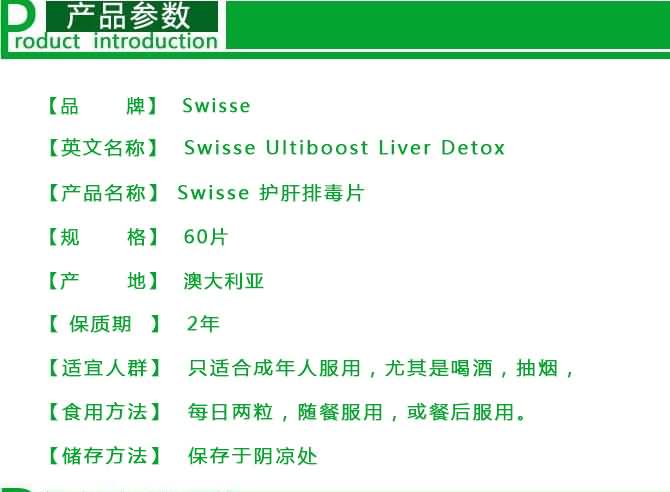 产品参数
Product introduction
【品 牌】 Swisse
【英文名称】 Swisse Ultiboost Liver Detox
【产品名称】 Swisse 护肝排毒片
【规 格】 60片
【产 地】 澳大利亚
【 保质期 】 2年
【适宜人群】 只适合成年人服用，尤其是喝酒，抽烟，
【食用方法】 每日两粒，随餐服用，或餐后服用。
【储存方法】 保存于阴凉处